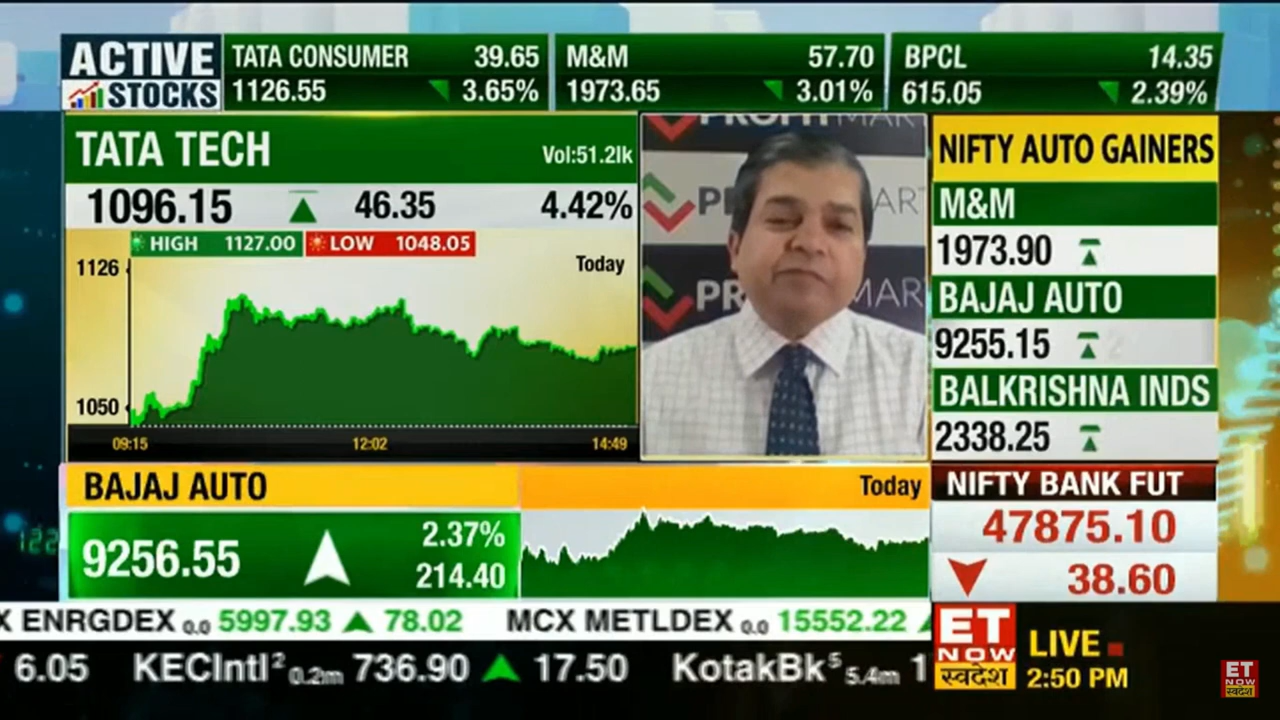 ACTIVE
STOCKS
TATA CONSUMER 39.65
1126.55 3.65%
M&M 57.70
1973.65 3.01%
BPCL 14.35
615.05 2.39%
TATA TECH Vol:51.2lk
1096.15 46.35 4.42%
HIGH 1127.00 LOW 1048.05
Today
1126
1050
09:15 12:02 14:49
NIFTY AUTO GAINERS
M&M
1973.90
BAJAJ AUTO
9255.15
BALKRISHNA INDS
2338.25
BAJAJ AUTO
9256.55 2.37%
214.40
Today
NIFTY BANK FUT
47875.10
38.60
X ENRGDEX 0.0 5997.93 78.02 MCX METLDEX 0.0 15552.22
6.05 KECIntl² 0.2m 736.90 17.50 KotakBk⁵ 5.4m 1
ET
NOW
स्वदेश
LIVE
2:50 PM
ET
NOW
स्वदेश